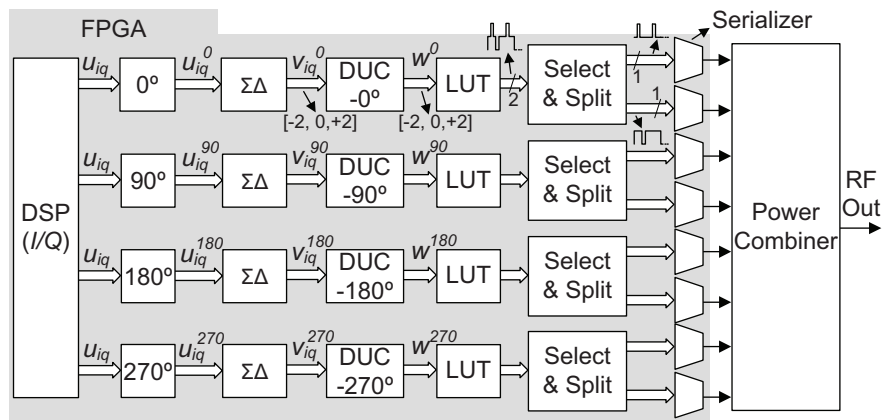 FPGA
Serializer
DSP
(I/Q)
u_iq
0º
u_iq^0
ΣΔ
v_iq^0
DUC
-0º
w^0
LUT
2
Select
& Split
1
1
[-2, 0,+2]
[-2, 0,+2]
u_iq
90º
u_iq^90
ΣΔ
v_iq^90
DUC
-90º
w^90
LUT
Select
& Split
u_iq
180º
u_iq^180
ΣΔ
v_iq^180
DUC
-180º
w^180
LUT
Select
& Split
u_iq
270º
u_iq^270
ΣΔ
v_iq^270
DUC
-270º
w^270
LUT
Select
& Split
Power
Combiner
RF
Out